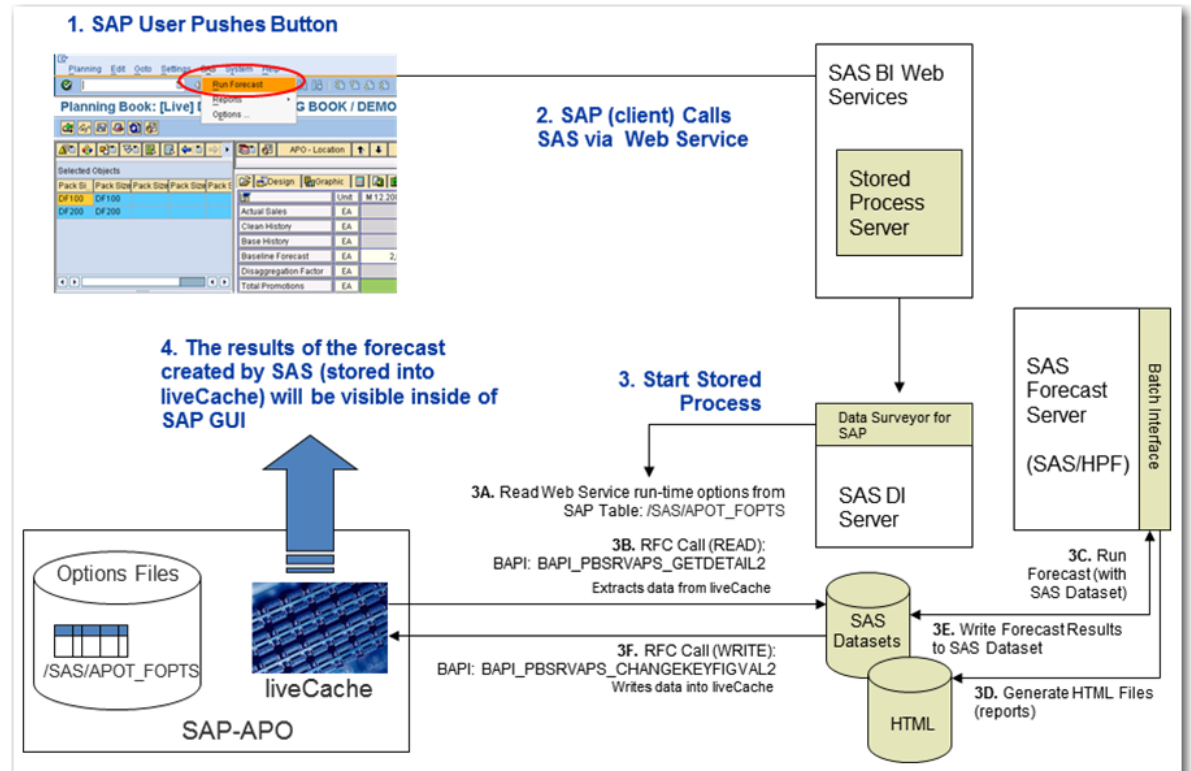 1. SAP User Pushes Button
Planning Edit Goto Settings SAS System Help
Run Forecast
Reports
Options ...
Planning Book: [Live]
G BOOK / DEMO
APO - Location
Selected Objects
Design Graphic
Pack Si Pack Size Pack Size Pack Size Pack S
DF100 DF100
DF200 DF200
Unit M 12.200
Actual Sales EA
Clean History EA
Base History EA
Baseline Forecast EA 2,
Disaggregation Factor EA
Total Promotions EA
2. SAP (client) Calls
SAS via Web Service
SAS BI Web
Services
Stored
Process
Server
4. The results of the forecast
created by SAS (stored into
liveCache) will be visible inside of
SAP GUI
3. Start Stored
Process
Data Surveyor for
SAP
SAS DI
Server
SAS
Forecast
Server
(SAS/HPF)
Batch Interface
3A. Read Web Service run-time options from
SAP Table: /SAS/APOT_FOPTS
3B. RFC Call (READ):
BAPI: BAPI_PBSRVAPS_GETDETAIL2
Extracts data from liveCache
3C. Run
Forecast (with
SAS Dataset)
Options Files
/SAS/APOT_FOPTS
liveCache
SAP-APO
SAS
Datasets
3E. Write Forecast Results
to SAS Dataset
3F. RFC Call (WRITE):
BAPI: BAPI_PBSRVAPS_CHANGEKEYFIGVAL2
Writes data into liveCache
3D. Generate HTML Files
(reports)
HTML